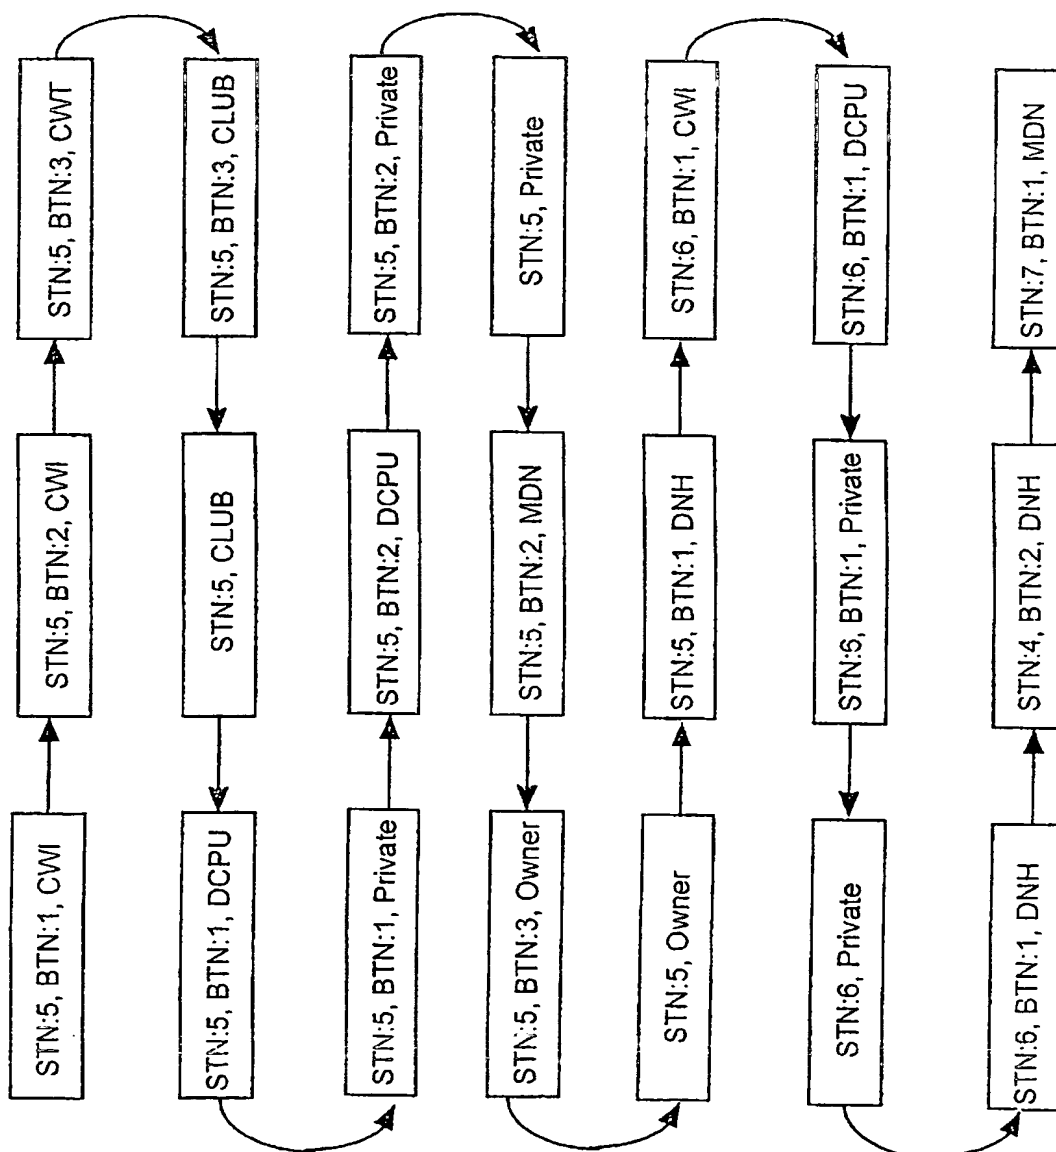 STN:5, BTN:1, CWI
STN:5, BTN:2, CWI
STN:5, BTN:3, CWT
STN:5, BTN:3, CLUB
STN:5, CLUB
STN:5, BTN:1, DCPU
STN:5, BTN:1, Private
STN:5, BTN:2, DCPU
STN:5, BTN:2, Private
STN:5, Private
STN:5, BTN:2, MDN
STN:5, BTN:3, Owner
STN:5, Owner
STN:5, BTN:1, DNH
STN:6, BTN:1, CWI
STN:6, BTN:1, DCPU
STN:6, BTN:1, Private
STN:6, Private
STN:6, BTN:1, DNH
STN:4, BTN:2, DNH
STN:7, BTN:1, MDN